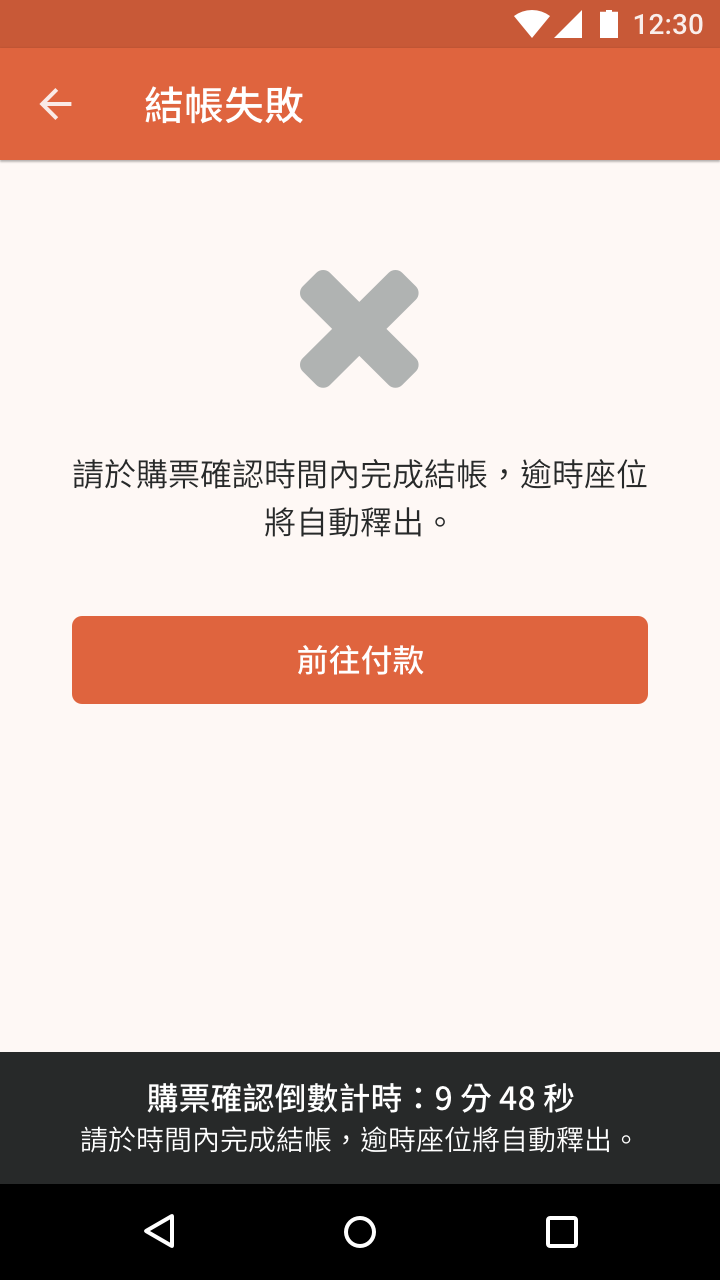 12:30
結帳失敗
請於購票確認時間內完成結帳，逾時座位
將自動釋出。
前往付款
購票確認倒數計時：9 分 48 秒
請於時間內完成結帳，逾時座位將自動釋出。